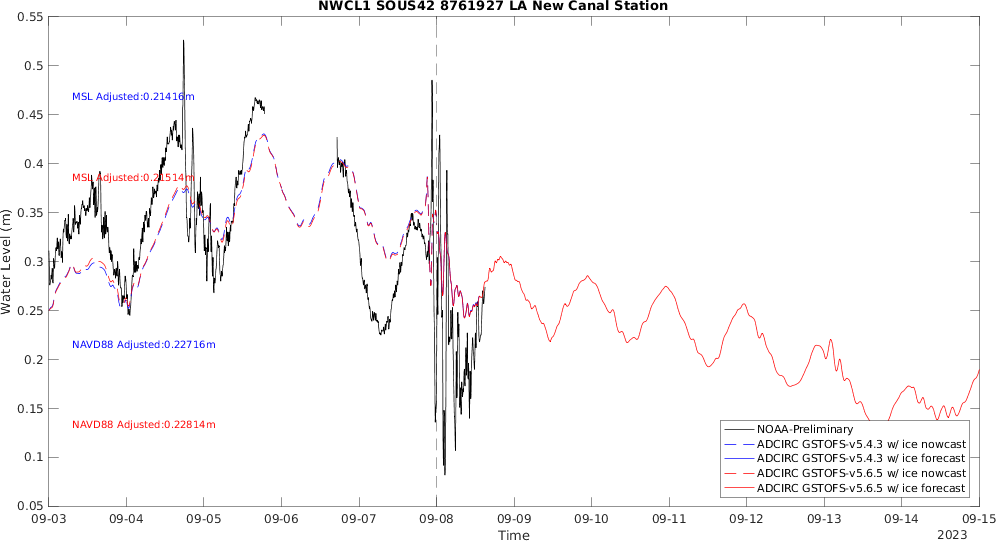 NWCL1 SOUS42 8761927 LA New Canal Station
0.55
0.5
0.45
0.4
0.35
0.3
0.25
0.2
0.15
0.1
0.05
Water Level (m)
MSL Adjusted:0.21416m
MSL Adjusted:0.21514m
NAVD88 Adjusted:0.22716m
NAVD88 Adjusted:0.22814m
NOAA-Preliminary
ADCIRC GSTOFS-v5.4.3 w/ ice nowcast
ADCIRC GSTOFS-v5.4.3 w/ ice forecast
ADCIRC GSTOFS-v5.6.5 w/ ice nowcast
ADCIRC GSTOFS-v5.6.5 w/ ice forecast
09-03 09-04 09-05 09-06 09-07 09-08 09-09 09-10 09-11 09-12 09-13 09-14 09-15
Time
2023